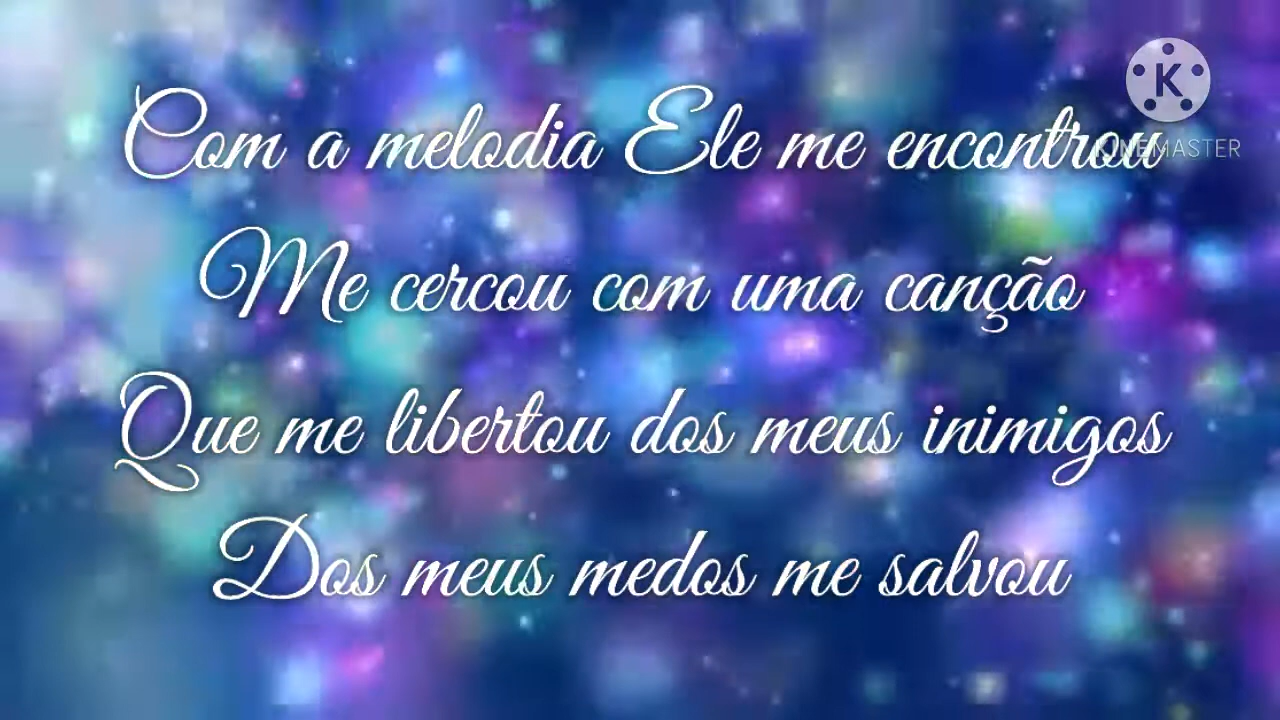 Com a melodia Ele me encontrou
KINEMASTER
Me cercou com uma canção
Que me libertou dos meus inimigos
Dos meus medos me salvou